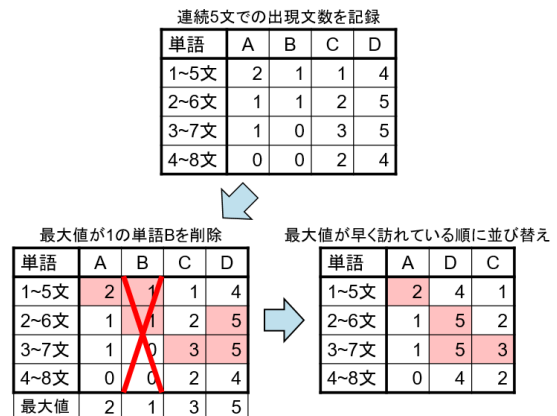 連続5文での出現文数を記録
単語 A B C D
1~5文 2 1 1 4
2~6文 1 1 2 5
3~7文 1 0 3 5
4~8文 0 0 2 4
最大値が1の単語Bを削除
単語 A B C D
1~5文 2 1 1 4
2~6文 1 1 2 5
3~7文 1 0 3 5
4~8文 0 0 2 4
最大値 2 1 3 5
最大値が早く訪れている順に並び替え
単語 A D C
1~5文 2 4 1
2~6文 1 5 2
3~7文 1 5 3
4~8文 0 4 2